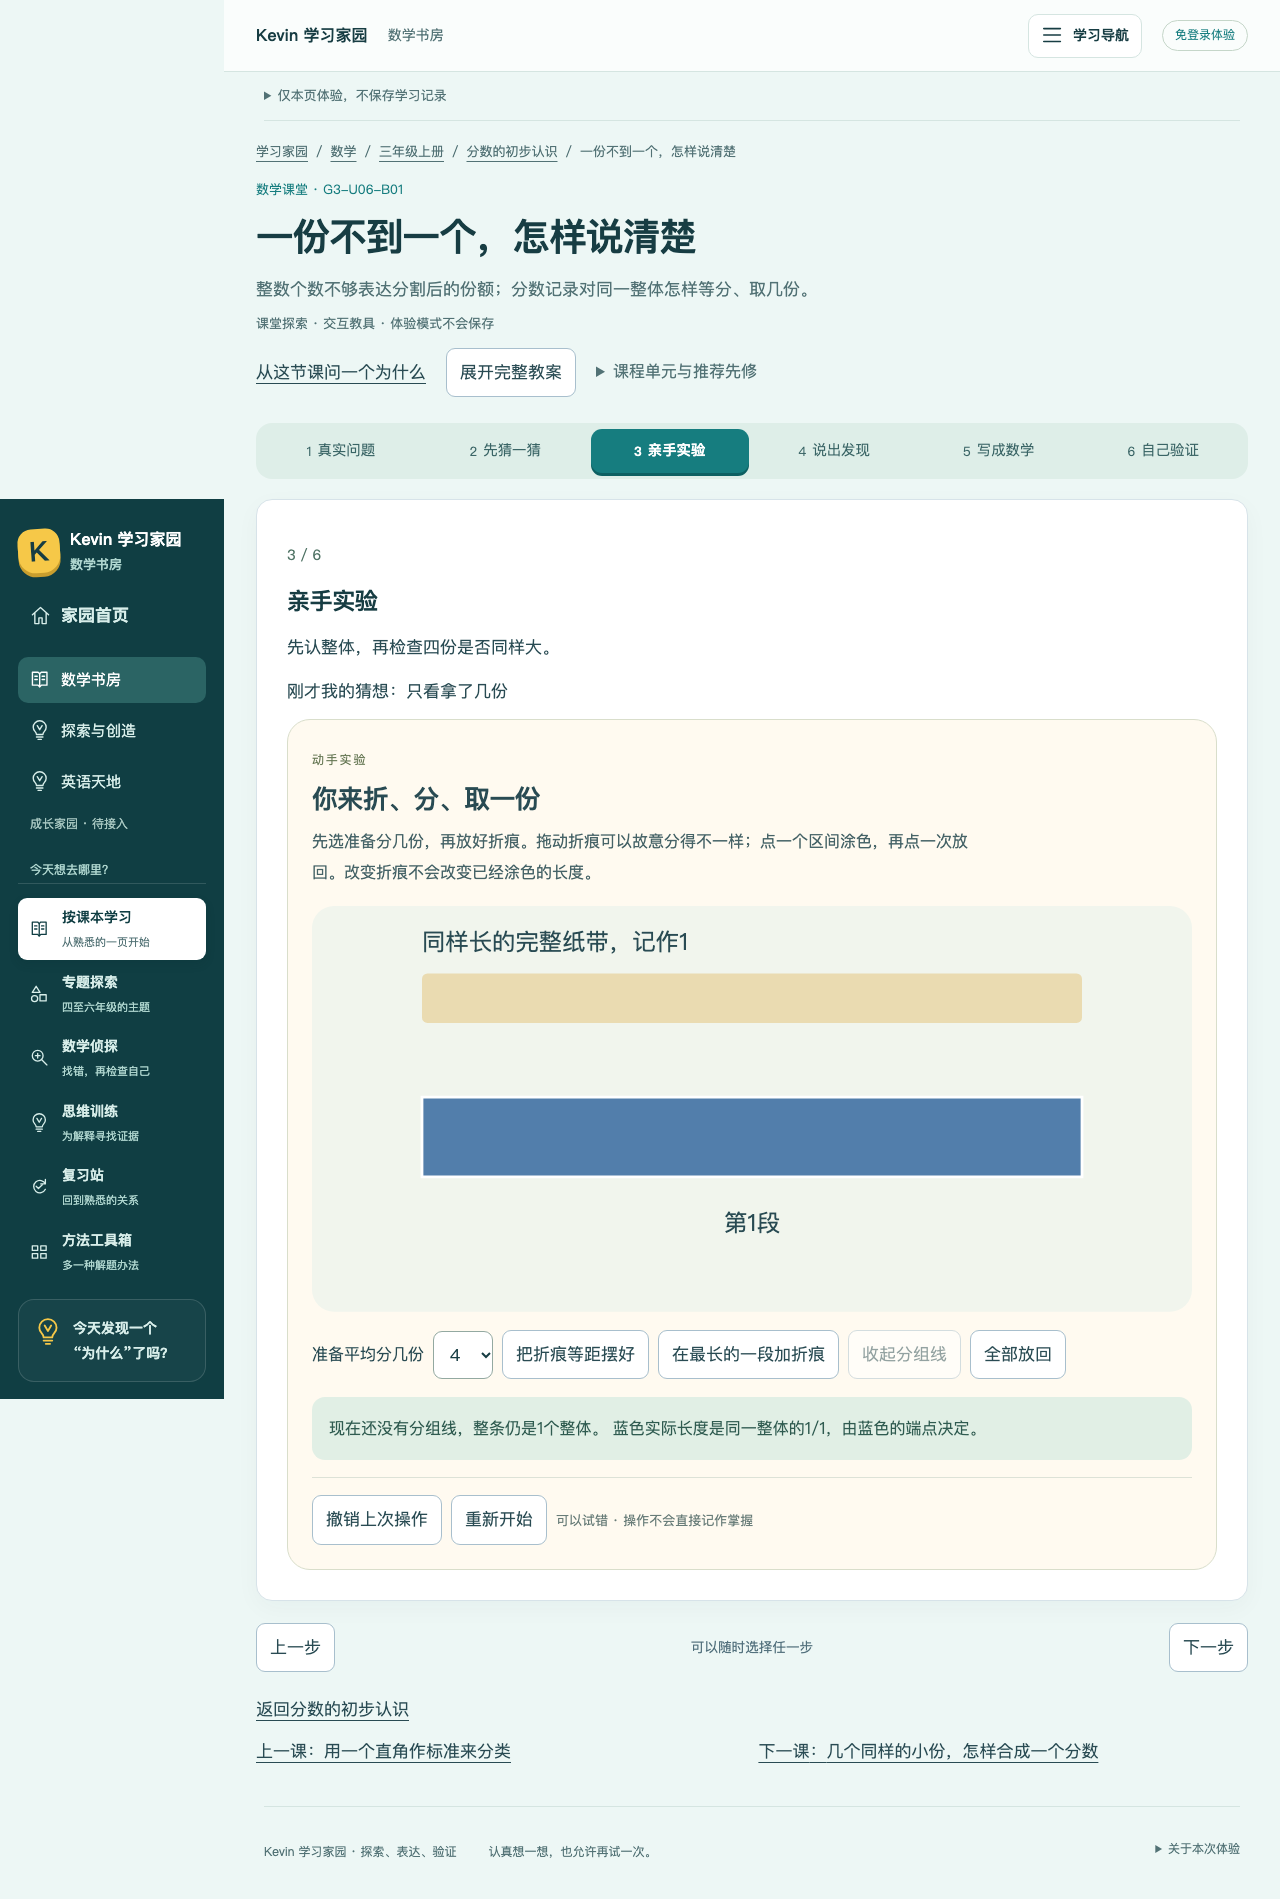 Kevin 学习家园 数学书房 学习导航 免登录体验
▶ 仅本页体验，不保存学习记录
学习家园 / 数学 / 三年级上册 / 分数的初步认识 / 一份不到一个，怎样说清楚
数学课堂 · G3-U06-B01
一份不到一个，怎样说清楚
整数个数不够表达分割后的份额；分数记录对同一整体怎样等分、取几份。
课堂探索 · 交互教具 · 体验模式不会保存
从这节课问一个为什么 展开完整教案 ▶ 课程单元与推荐先修
1 真实问题 2 先猜一猜 3 亲手实验 4 说出发现 5 写成数学 6 自己验证
K Kevin 学习家园
数学书房
家园首页
数学书房
探索与创造
英语天地
成长家园 · 待接入
今天想去哪里？
按课本学习
从熟悉的一页开始
专题探索
四至六年级的主题
数学侦探
找错，再检查自己
思维训练
为解释寻找证据
复习站
回到熟悉的关系
方法工具箱
多一种解题办法
今天发现一个
“为什么”了吗？
3 / 6
亲手实验
先认整体，再检查四份是否同样大。
刚才我的猜想：只看拿了几份
动手实验
你来折、分、取一份
先选准备分几份，再放好折痕。拖动折痕可以故意分得不一样；点一个区间涂色，再点一次放
回。改变折痕不会改变已经涂色的长度。
同样长的完整纸带，记作1
第1段
准备平均分几份 4 把折痕等距摆好 在最长的一段加折痕 收起分组线 全部放回
现在还没有分组线，整条仍是1个整体。 蓝色实际长度是同一整体的1/1，由蓝色的端点决定。
撤销上次操作 重新开始 可以试错 · 操作不会直接记作掌握
上一步 可以随时选择任一步 下一步
返回分数的初步认识
上一课：用一个直角作标准来分类 下一课：几个同样的小份，怎样合成一个分数
Kevin 学习家园 · 探索、表达、验证 认真想一想，也允许再试一次。 ▶ 关于本次体验